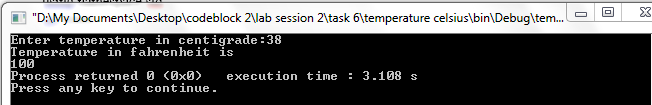 "D:\My Documents\Desktop\codeblock 2\lab session 2\task 6\temperature celsius\bin\Debug\tem...
Enter temperature in centigrade:38
Temperature in fahrenheit is
100
Process returned 0 (0x0)   execution time : 3.108 s
Press any key to continue.